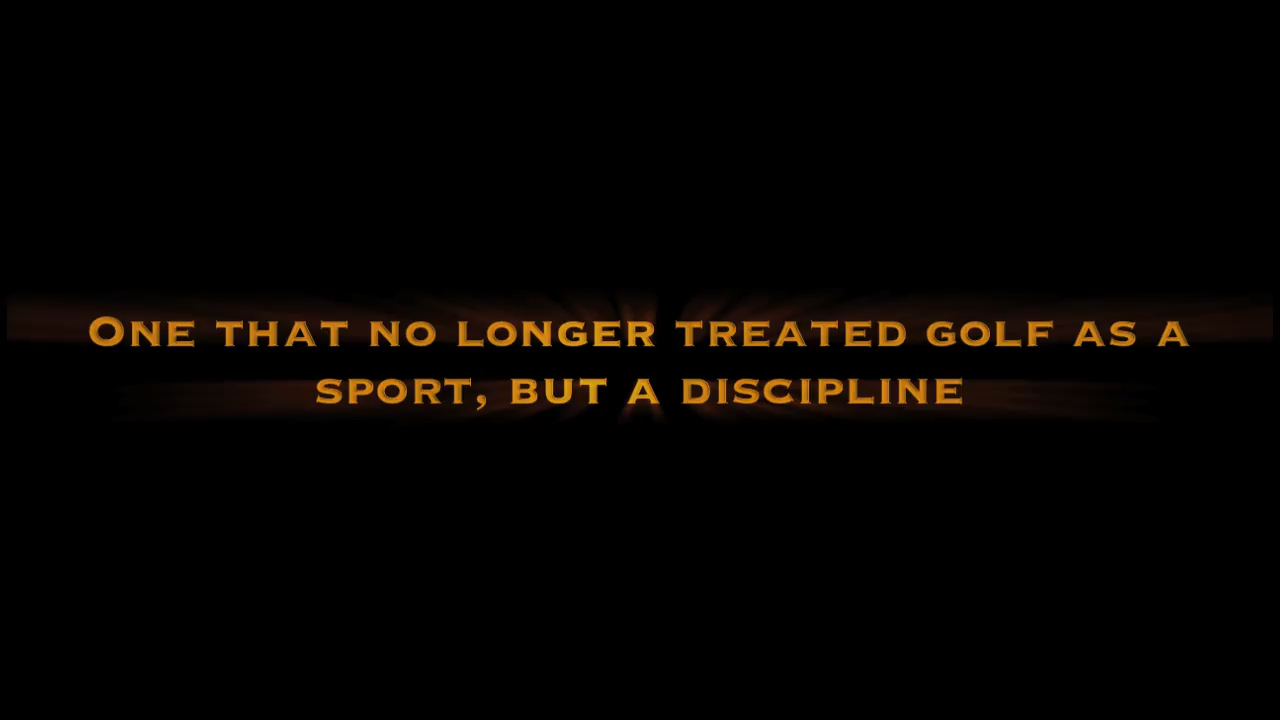 One that no longer treated golf as a
sport, but a discipline